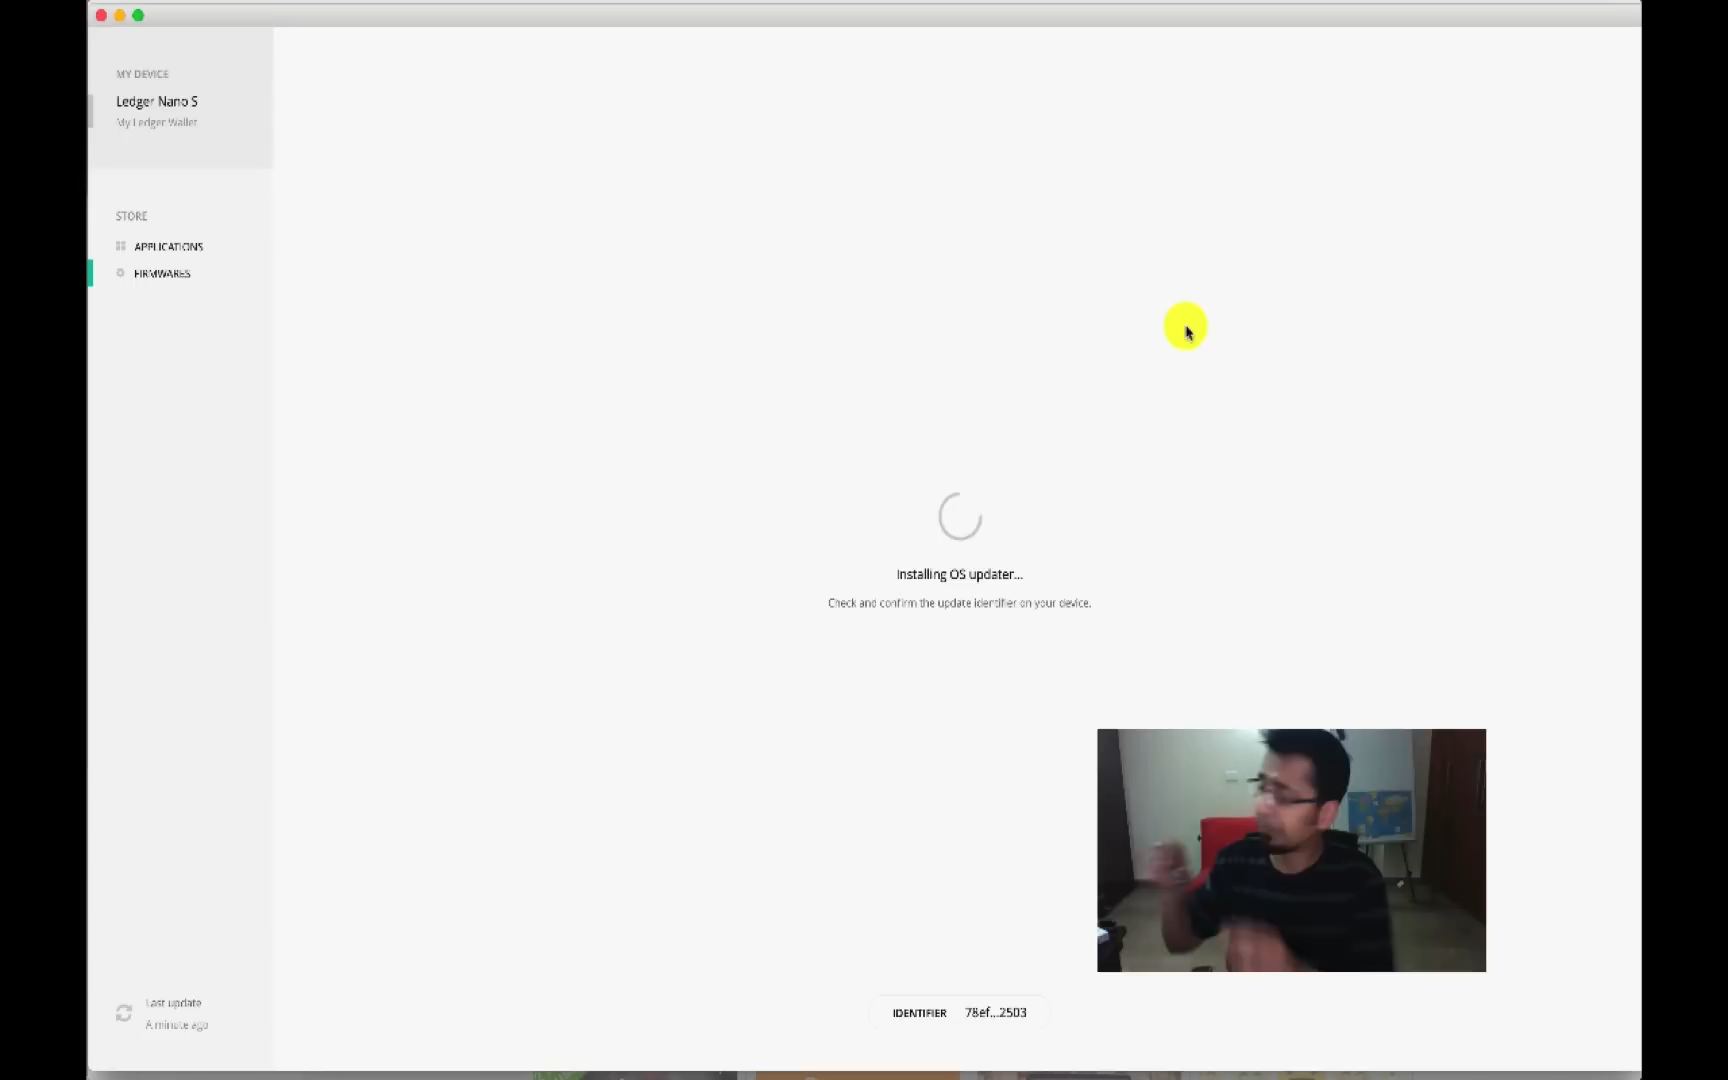 MY DEVICE
Ledger Nano S
My Ledger Wallet
STORE
APPLICATIONS
FIRMWARES
Installing OS updater...
Check and confirm the update identifier on your device.
Last update
A minute ago
IDENTIFIER 78ef...2503